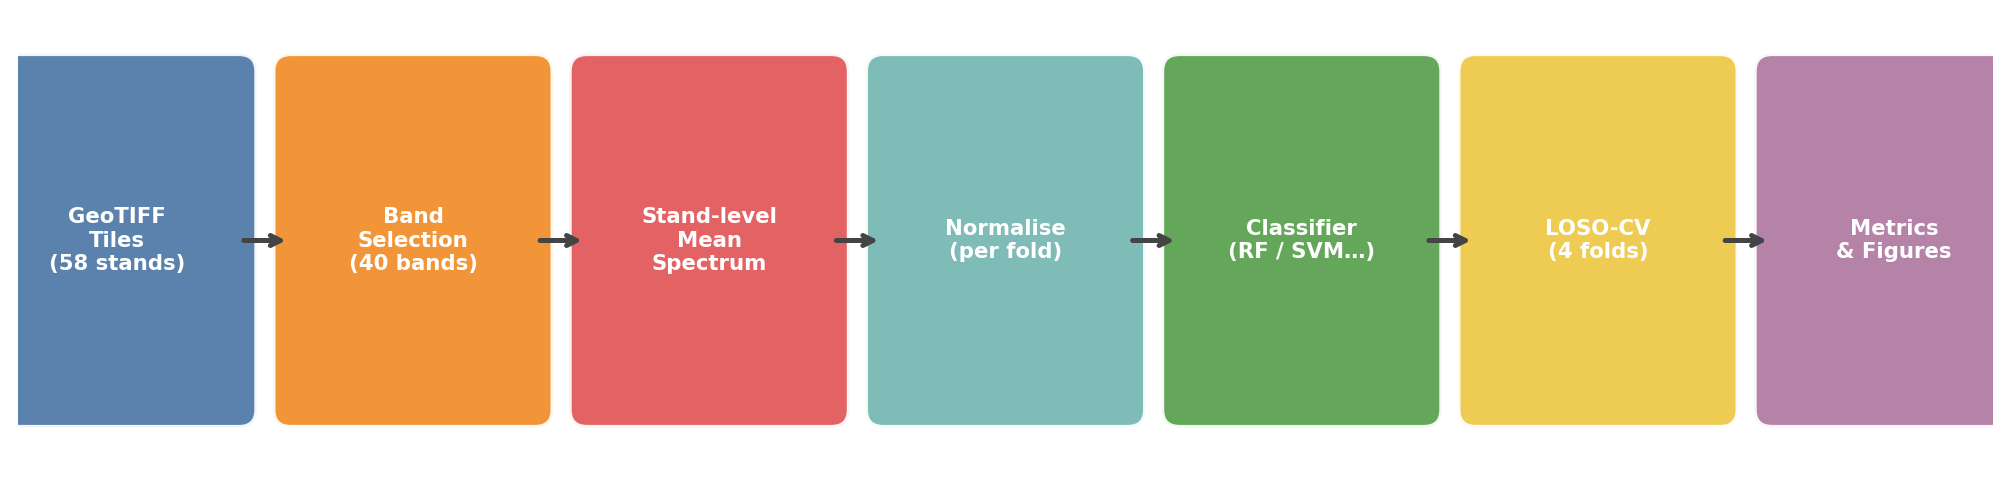 GeoTIFF
Tiles
(58 stands)
Band
Selection
(40 bands)
Stand-level
Mean
Spectrum
Normalise
(per fold)
Classifier
(RF / SVM...)
LOSO-CV
(4 folds)
Metrics
& Figures